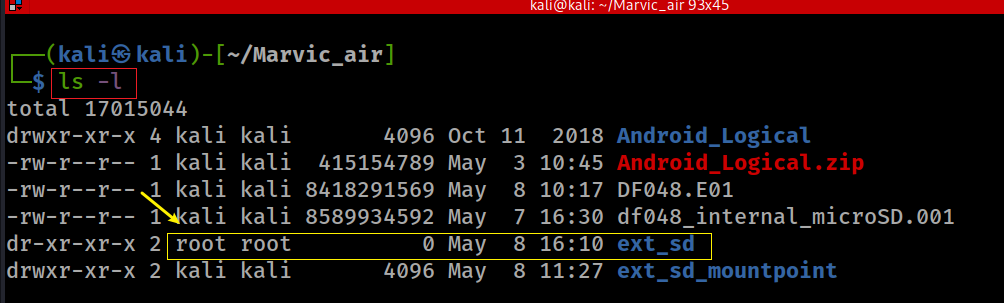 kali@kali: ~/Marvic_air 93x45
┌──(kali㉿kali)-[~/Marvic_air]
└─$ ls -l
total 17015044
drwxr-xr-x 4 kali kali       4096 Oct 11  2018 Android_Logical
-rw-r--r-- 1 kali kali  415154789 May  3 10:45 Android_Logical.zip
-rw-r--r-- 1 kali kali 8418291569 May  8 10:17 DF048.E01
-rw-r--r-- 1 kali kali 8589934592 May  7 16:30 df048_internal_microSD.001
dr-xr-xr-x 2 root root          0 May  8 16:10 ext_sd
drwxr-xr-x 2 kali kali       4096 May  8 11:27 ext_sd_mountpoint